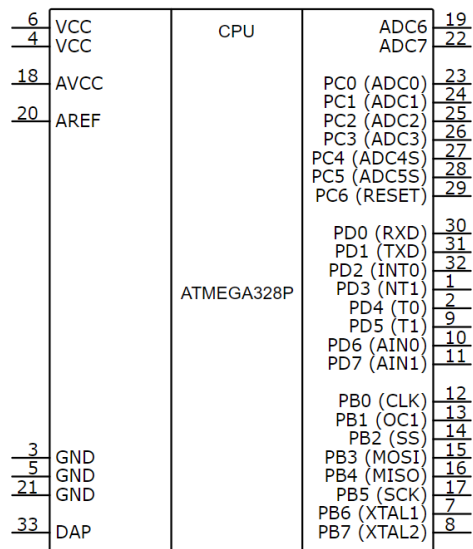 CPU
ATMEGA328P
6 VCC
4 VCC
18 AVCC
20 AREF
3 GND
5 GND
21 GND
33 DAP
ADC6 19
ADC7 22
PC0 (ADC0) 23
PC1 (ADC1) 24
PC2 (ADC2) 25
PC3 (ADC3) 26
PC4 (ADC4S) 27
PC5 (ADC5S) 28
PC6 (RESET) 29
PD0 (RXD) 30
PD1 (TXD) 31
PD2 (INT0) 32
PD3 (NT1) 1
PD4 (T0) 2
PD5 (T1) 9
PD6 (AIN0) 10
PD7 (AIN1) 11
PB0 (CLK) 12
PB1 (OC1) 13
PB2 (SS) 14
PB3 (MOSI) 15
PB4 (MISO) 16
PB5 (SCK) 17
PB6 (XTAL1) 7
PB7 (XTAL2) 8